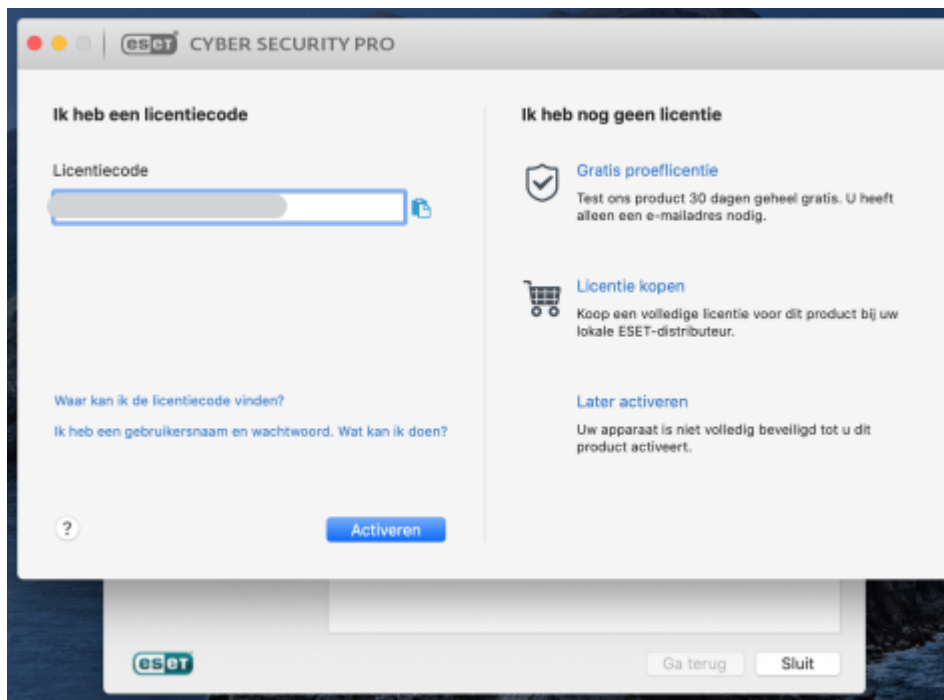 eset CYBER SECURITY PRO
Ik heb een licentiecode
Licentiecode
Waar kan ik de licentiecode vinden?
Ik heb een gebruikersnaam en wachtwoord. Wat kan ik doen?
?
Activeren
Ik heb nog geen licentie
Gratis proeflicentie
Test ons product 30 dagen geheel gratis. U heeft
alleen een e-mailadres nodig.
Licentie kopen
Koop een volledige licentie voor dit product bij uw
lokale ESET-distributeur.
Later activeren
Uw apparaat is niet volledig beveiligd tot u dit
product activeert.
eset
Ga terug
Sluit